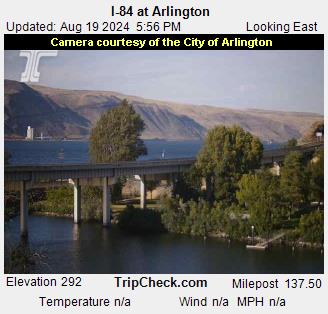 I-84 at Arlington
Updated: Aug 19 2024 5:56 PM Looking East
Camera courtesy of the City of Arlington
Elevation 292 TripCheck.com Milepost 137.50
Temperature n/a Wind n/a MPH n/a